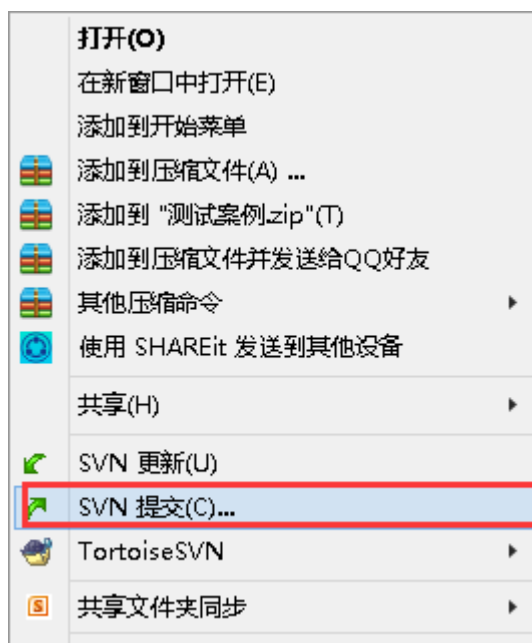 打开(O)
在新窗口中打开(E)
添加到开始菜单
添加到压缩文件(A) ...
添加到 "测试案例.zip"(T)
添加到压缩文件并发送给QQ好友
其他压缩命令
使用 SHAREit 发送到其他设备
共享(H)
SVN 更新(U)
SVN 提交(C)...
TortoiseSVN
共享文件夹同步